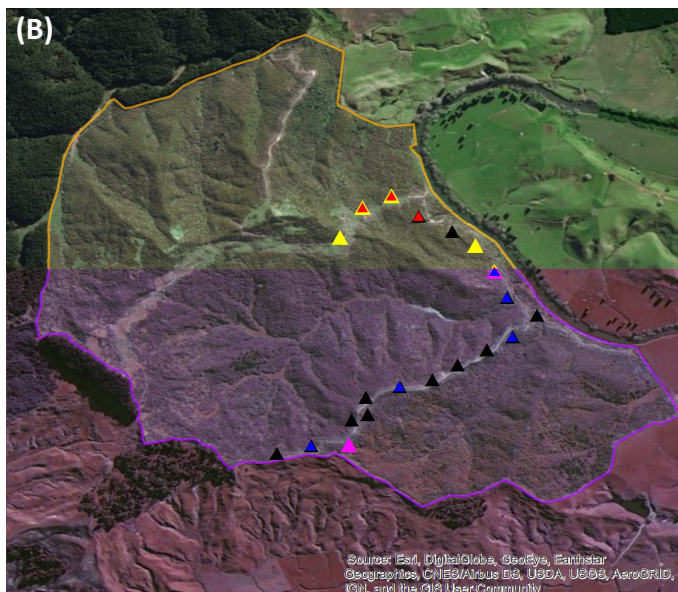 (B)
Source: Esri, DigitalGlobe, GeoEye, Earthstar
Geographics, CNES/Airbus DS, USDA, USGS, AeroGRID,
IGN, and the GIS User Community